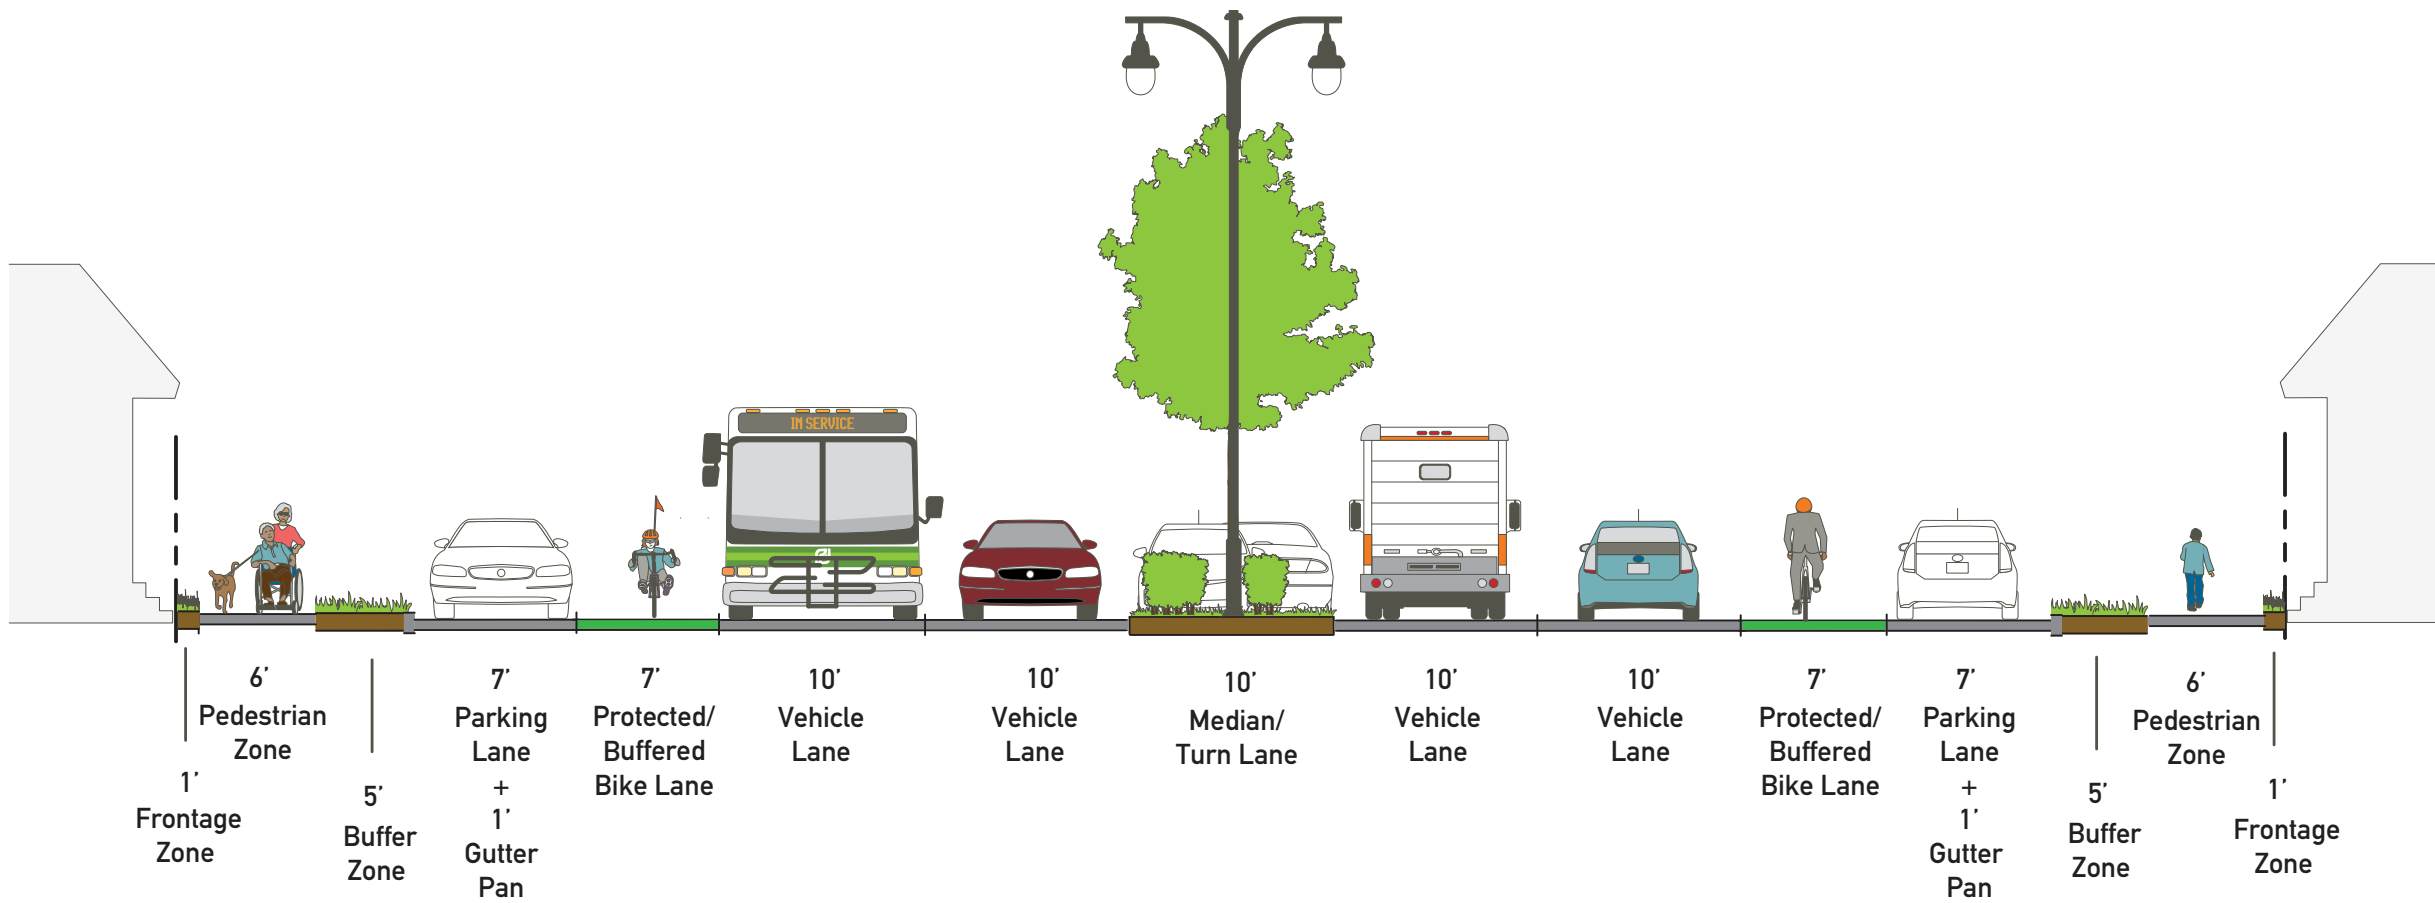 IN SERVICE
1’
Frontage
Zone
6’
Pedestrian
Zone
5’
Buffer
Zone
7’
Parking
Lane
+
1’
Gutter
Pan
7’
Protected/
Buffered
Bike Lane
10’
Vehicle
Lane
10’
Vehicle
Lane
10’
Median/
Turn Lane
10’
Vehicle
Lane
10’
Vehicle
Lane
7’
Protected/
Buffered
Bike Lane
7’
Parking
Lane
+
1’
Gutter
Pan
5’
Buffer
Zone
6’
Pedestrian
Zone
1’
Frontage
Zone